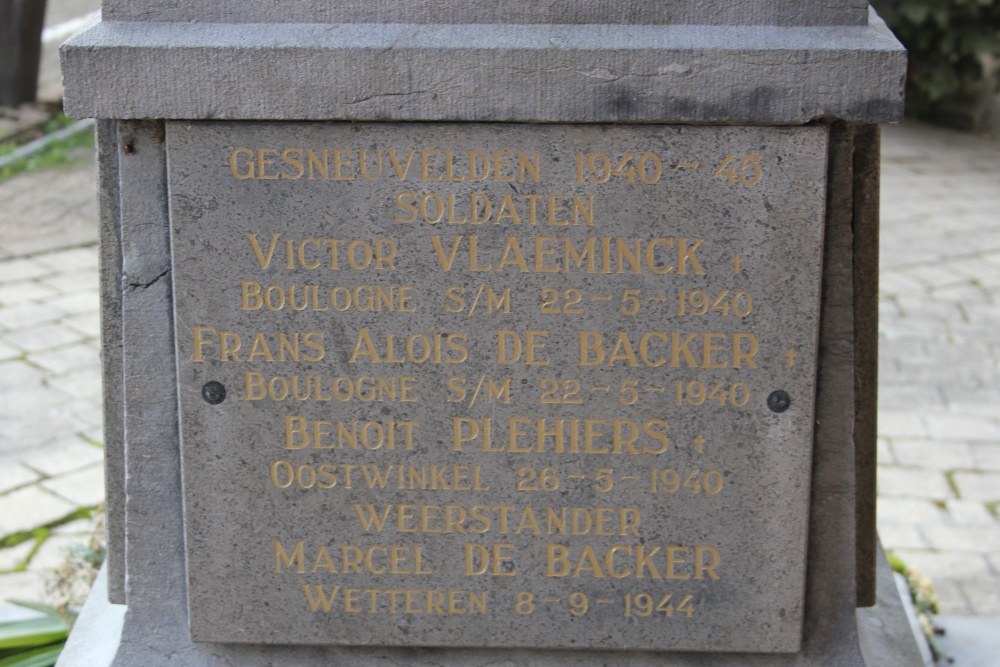 GESNEUVELDEN 1940 - 45
SOLDATEN
VICTOR VLAEMINCK †
BOULOGNE S/M 22-5-1940
FRANS ALOIS DE BACKER †
BOULOGNE S/M 22-5-1940
BENOIT PLEHIERS †
OOSTWINKEL 26-5-1940
WEERSTANDER
MARCEL DE BACKER
WETTEREN 8-9-1944